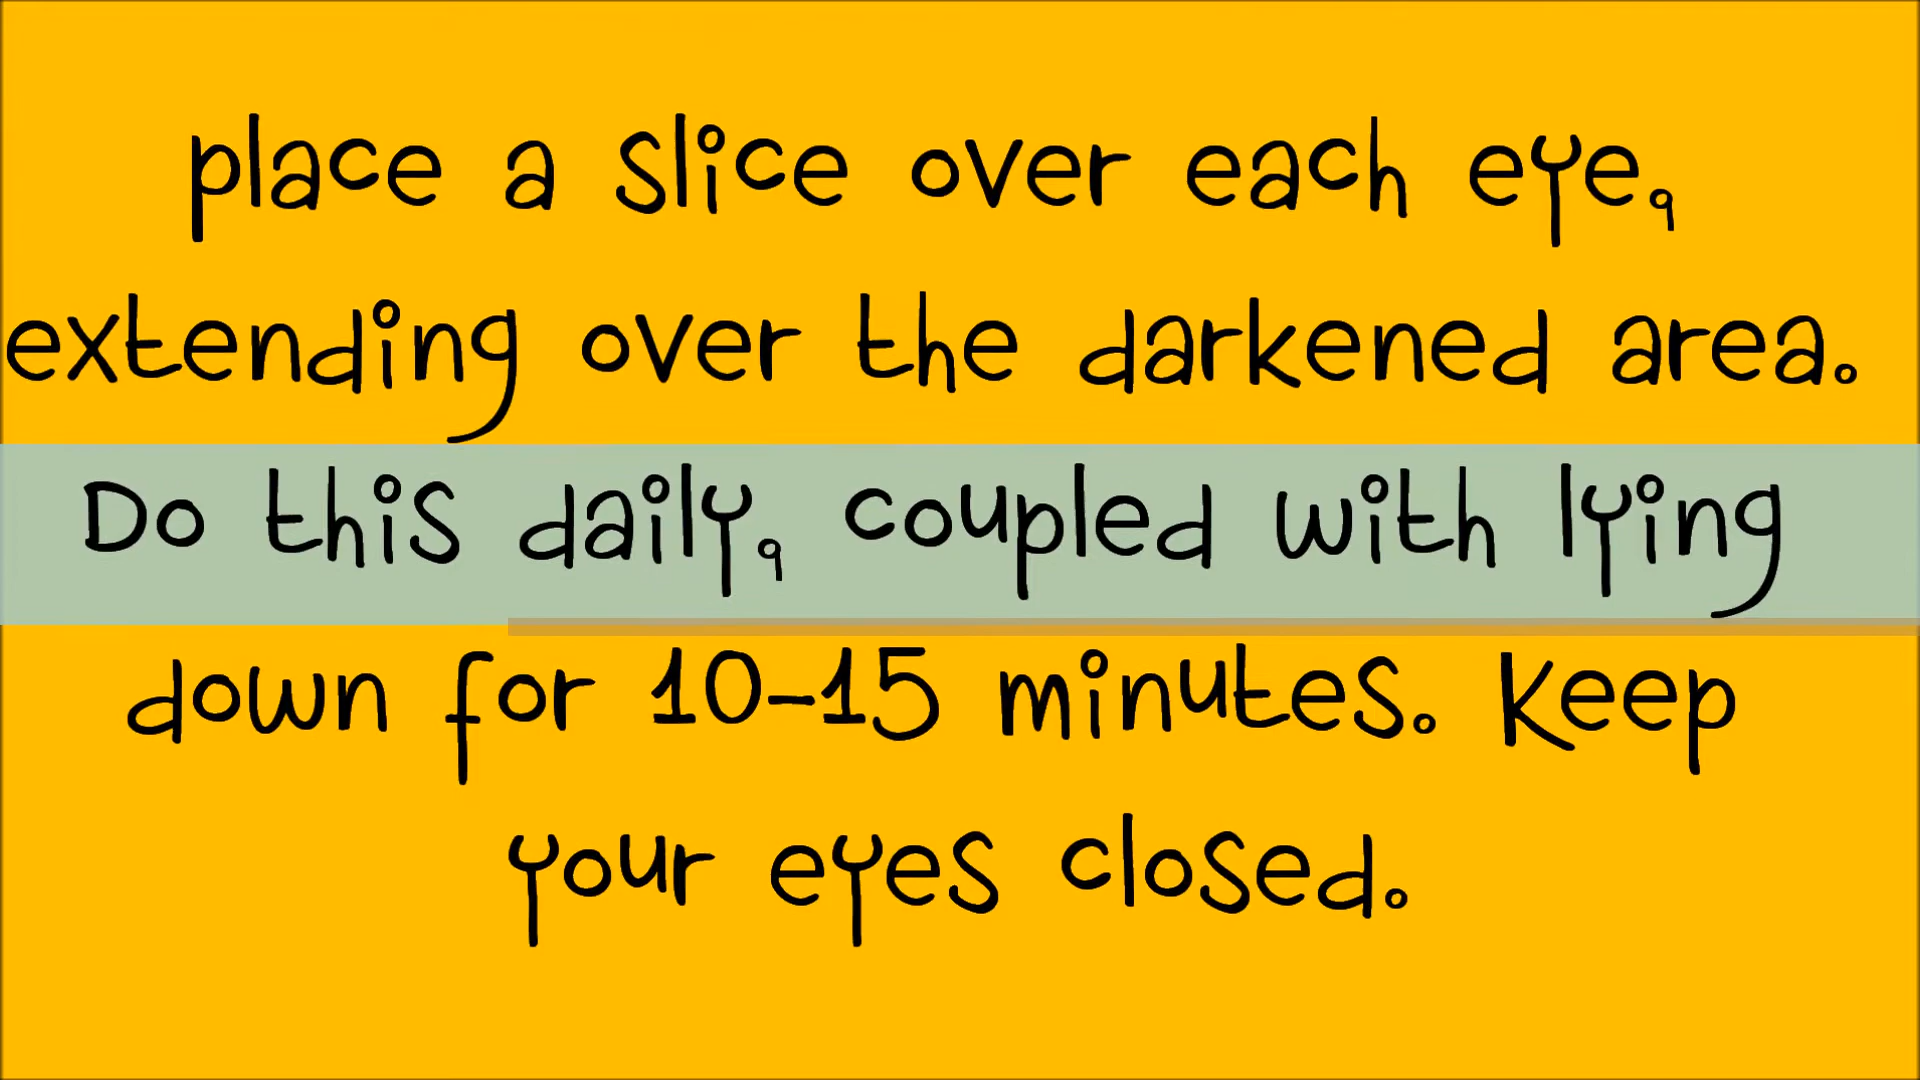 place a slice over each eye,
extending over the darkened area.
Do this daily, coupled with lying
down for 10-15 minutes. Keep
your eyes closed.